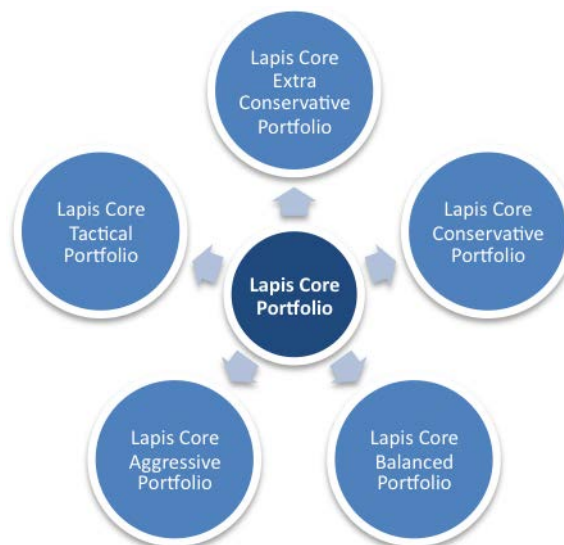 Lapis Core
Extra
Conservative
Portfolio
Lapis Core
Tactical
Portfolio
Lapis Core
Conservative
Portfolio
Lapis Core
Portfolio
Lapis Core
Aggressive
Portfolio
Lapis Core
Balanced
Portfolio